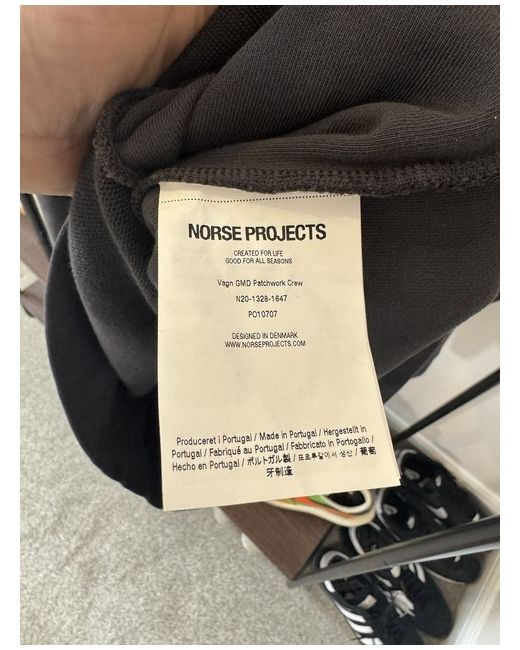 NORSE PROJECTS
CREATED FOR LIFE
GOOD FOR ALL SEASONS
Vagn GMD Patchwork Crew
N20-1328-1647
PO10707
DESIGNED IN DENMARK
WWW.NORSEPROJECTS.COM
Produceret i Portugal / Made in Portugal / Hergestellt in
Portugal / Fabriqué au Portugal / Fabbricato in Portogallo /
Hecho en Portugal / ポルトガル製 / 포르투갈에서 생산 / 葡萄
牙制造